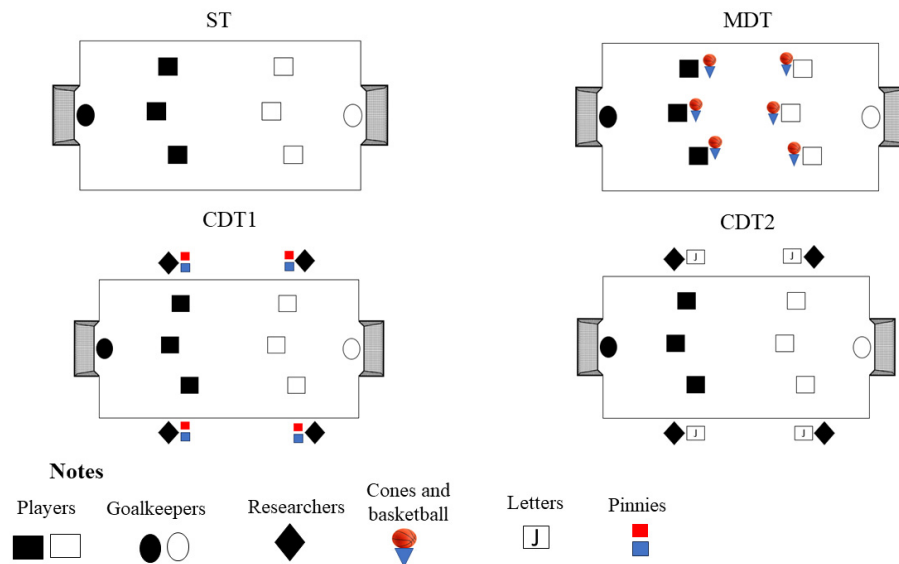 ST
MDT
CDT1
CDT2
J
J
J
J
Notes
Players
Goalkeepers
Researchers
Cones and
basketball
Letters
Pinnies
J